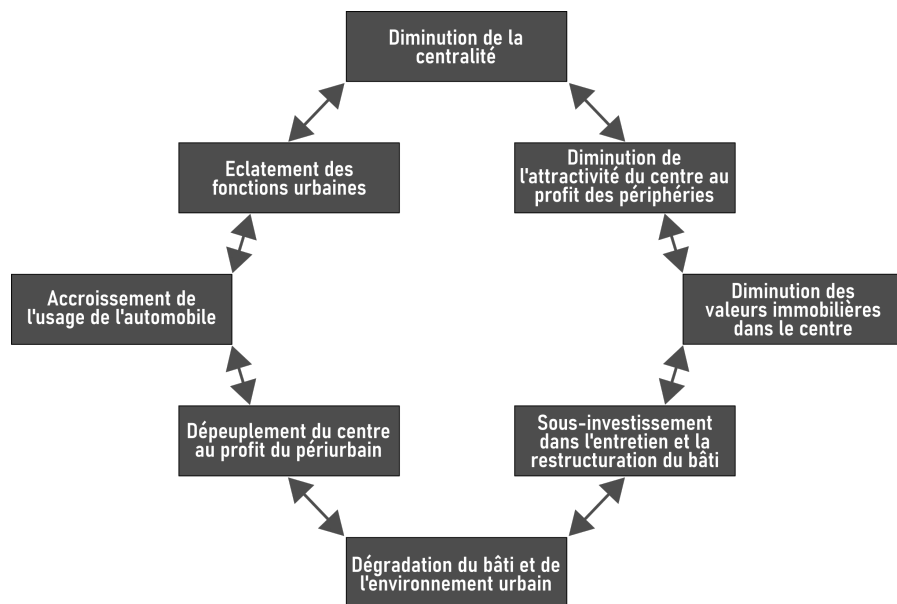 Diminution de la
centralité
Eclatement des
fonctions urbaines
Diminution de
l'attractivité du centre au
profit des périphéries
Accroissement de
l'usage de l'automobile
Diminution des
valeurs immobilières
dans le centre
Dépeuplement du centre
au profit du périurbain
Sous-investissement
dans l'entretien et la
restructuration du bâti
Dégradation du bâti et de
l'environnement urbain